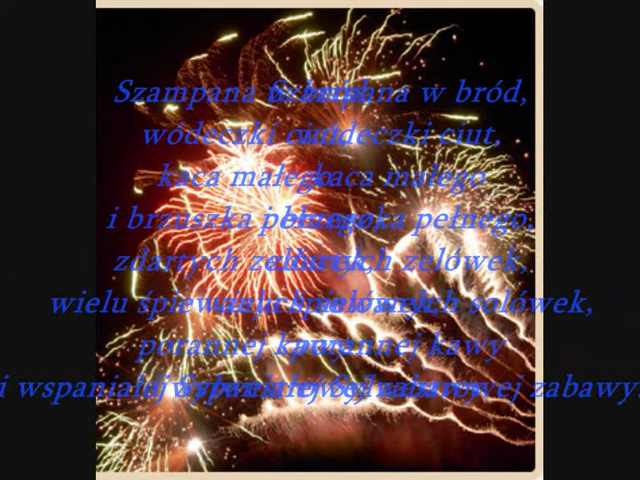 Szampana w bród,
wódeczki ciut,
kaca małego
i brzuszka pełnego,
zdartych zelówek,
wielu śpiewanych solówek,
porannej kawy
i wspaniałej Sylwestrowej zabawy.